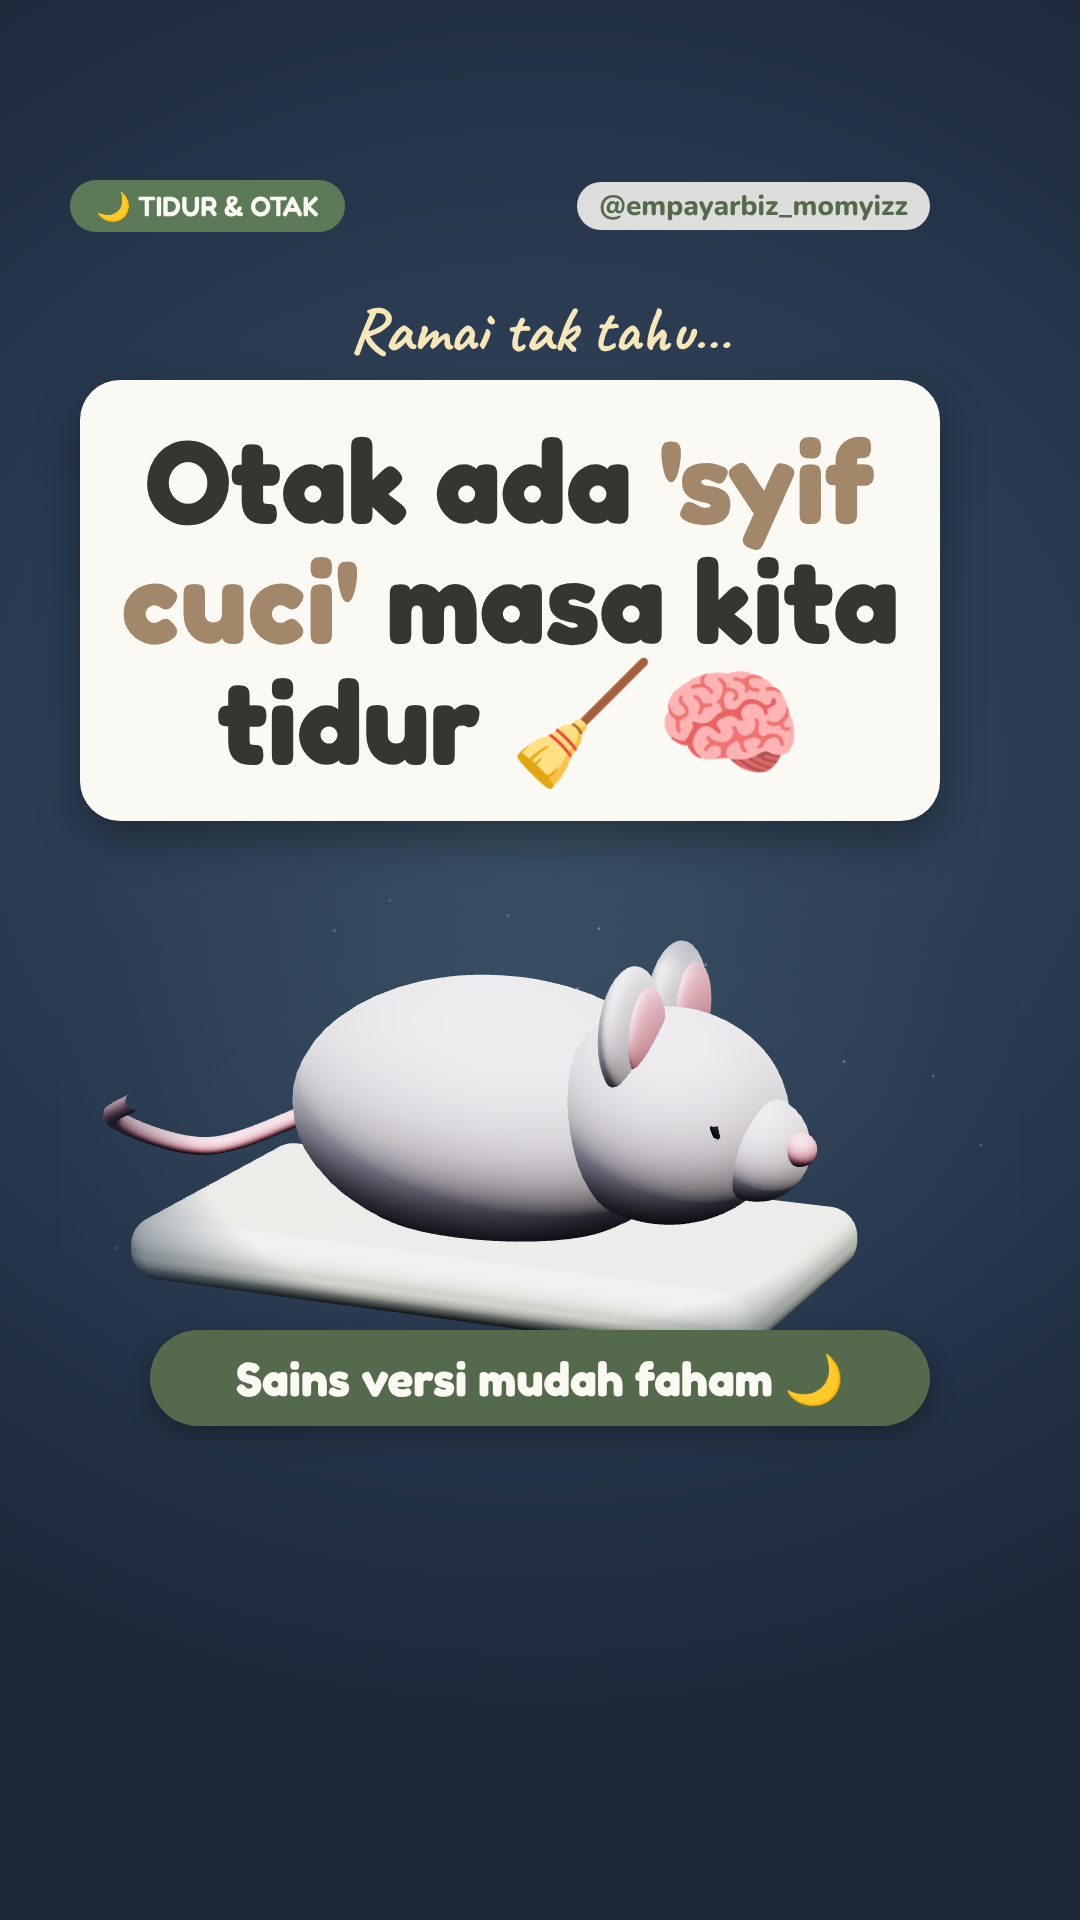 🌙 TIDUR & OTAK
@empayarbiz_momyizz
Ramai tak tahu...
Otak ada 'syif
cuci' masa kita
tidur 🧹🧠
Sains versi mudah faham 🌙